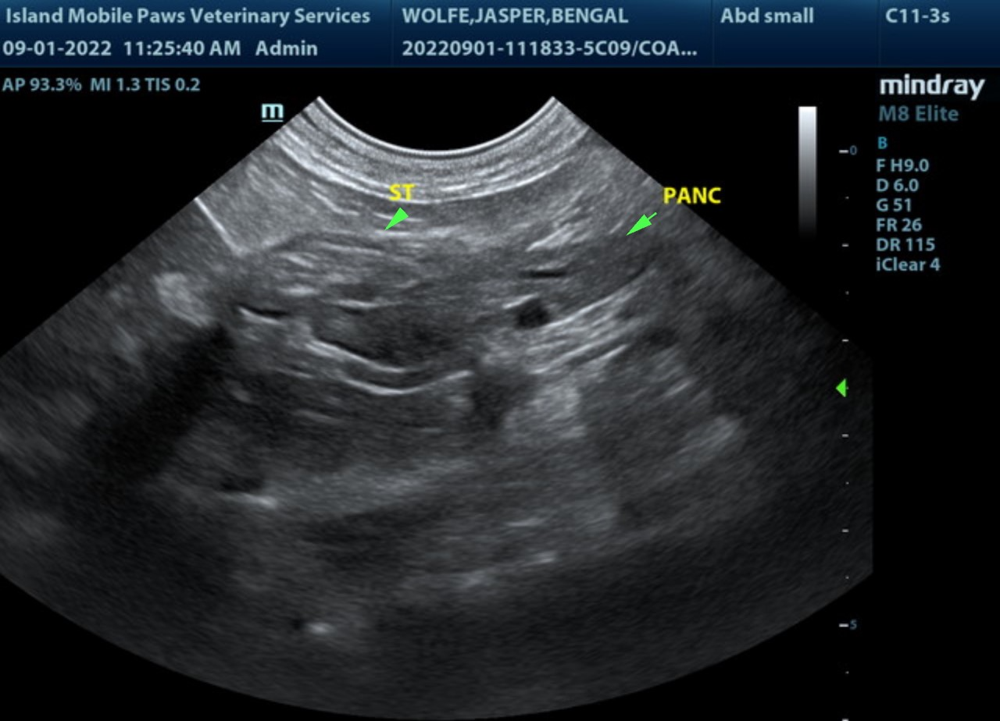 Island Mobile Paws Veterinary Services WOLFE,JASPER,BENGAL Abd small C11-3s
09-01-2022 11:25:40 AM Admin 20220901-111833-5C09/COA...
AP 93.3% MI 1.3 TIS 0.2
mindray
M8 Elite
m
B
F H9.0
D 6.0
G 51
FR 26
DR 115
iClear 4
0
ST
PANC
5